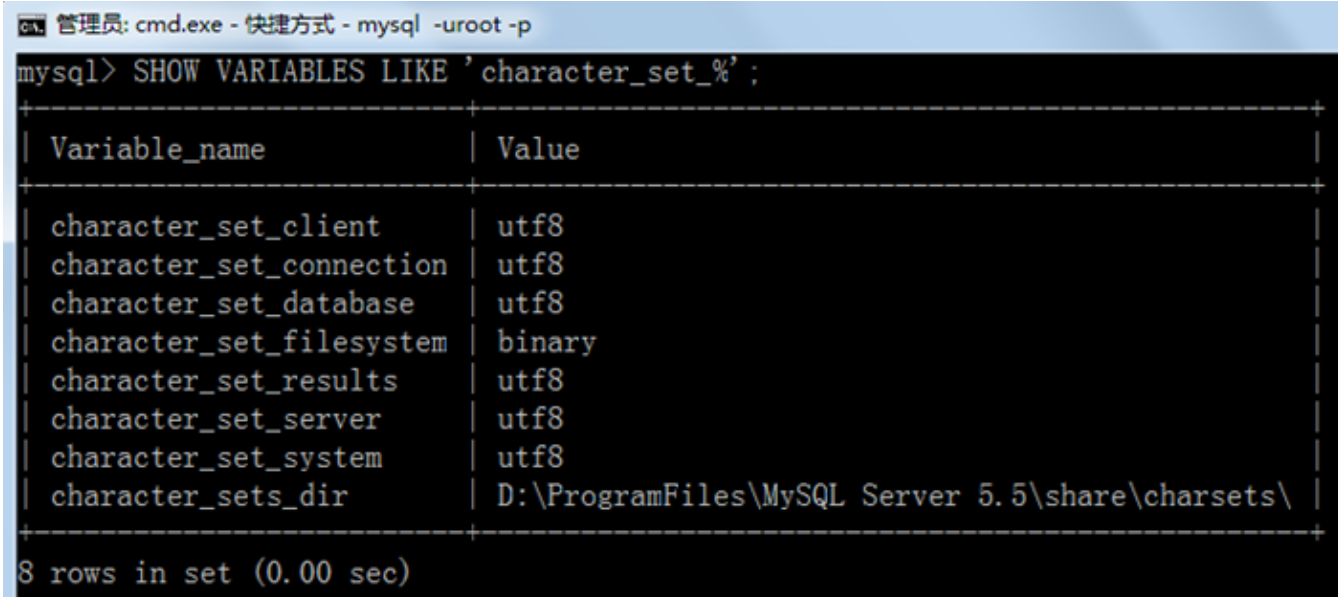 管理员: cmd.exe - 快捷方式 - mysql  -uroot -p
mysql> SHOW VARIABLES LIKE 'character_set_%';
+--------------------------+-------------------------------------------------+
| Variable_name            | Value                                           |
+--------------------------+-------------------------------------------------+
| character_set_client     | utf8                                            |
| character_set_connection | utf8                                            |
| character_set_database   | utf8                                            |
| character_set_filesystem | binary                                          |
| character_set_results    | utf8                                            |
| character_set_server     | utf8                                            |
| character_set_system     | utf8                                            |
| character_sets_dir       | D:\ProgramFiles\MySQL Server 5.5\share\charsets\ |
+--------------------------+-------------------------------------------------+
8 rows in set (0.00 sec)